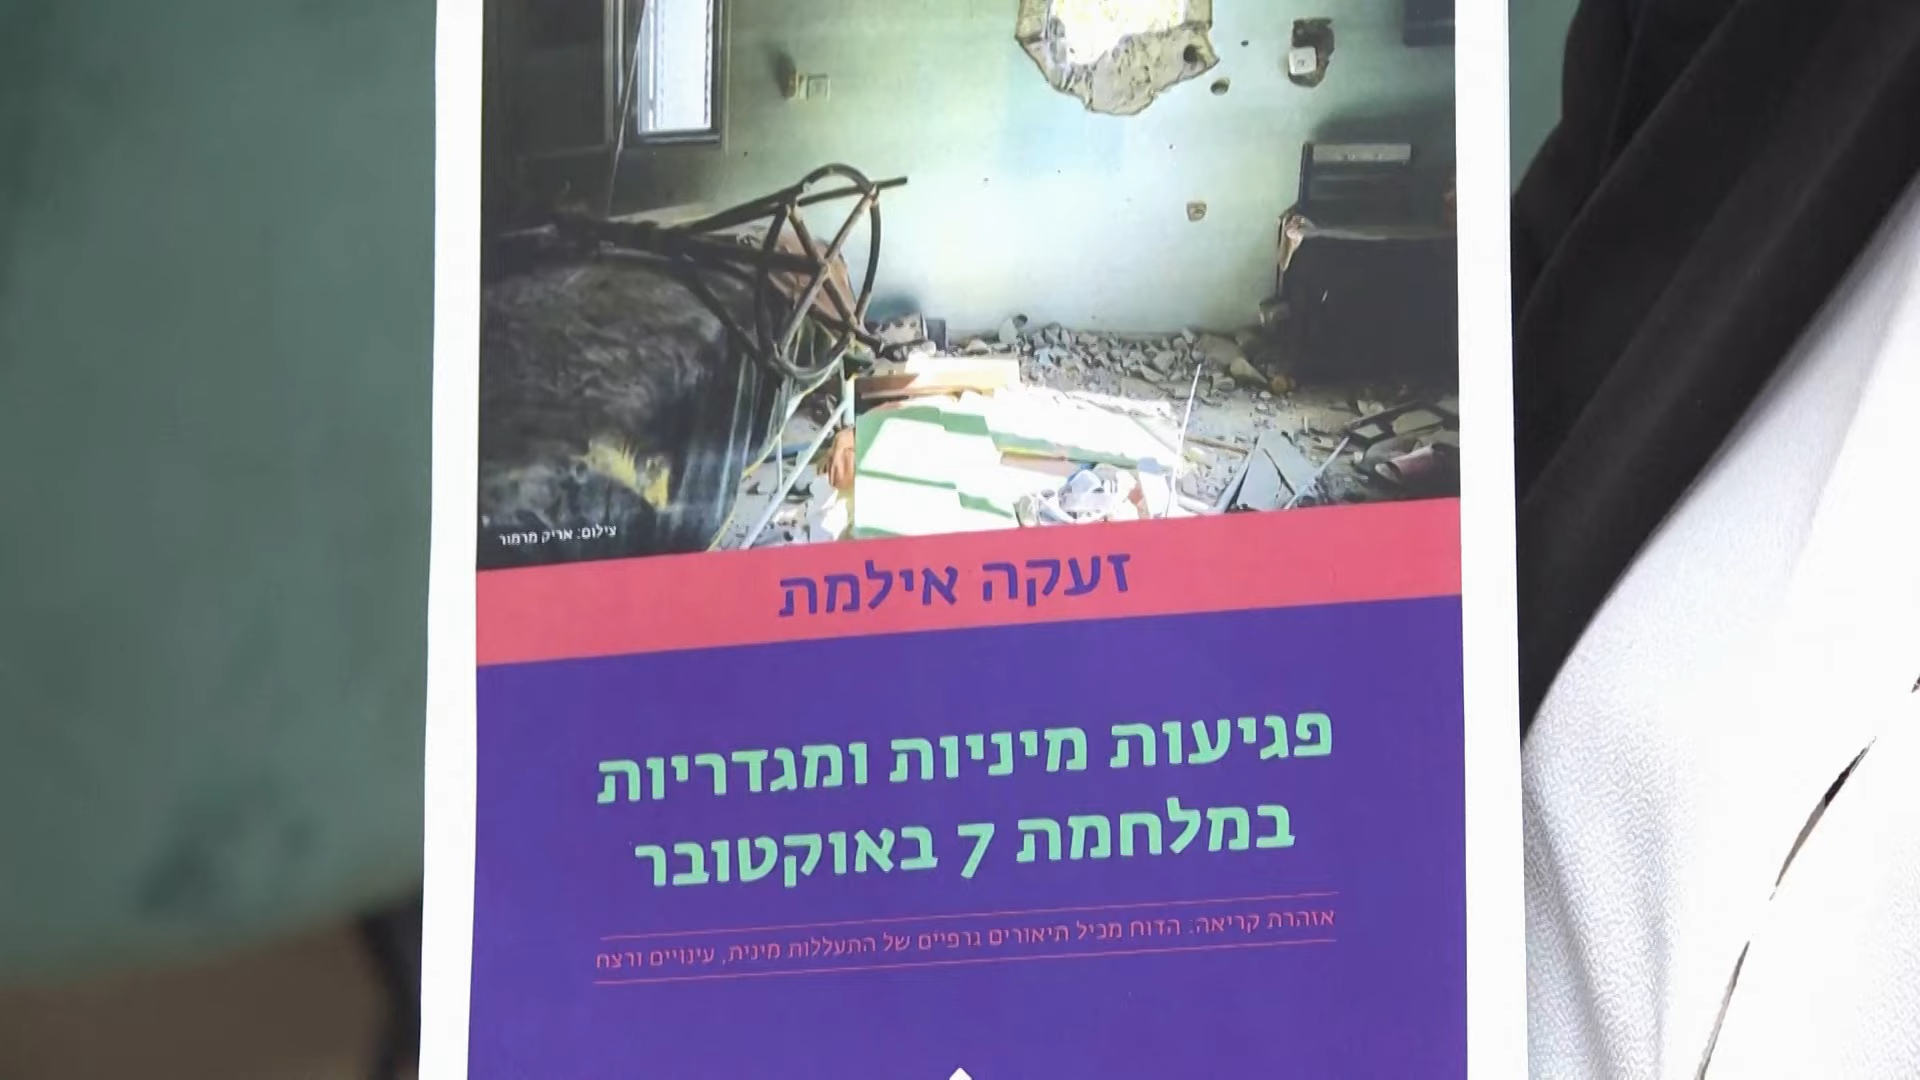 צילום: אריק מרמור
זעקה אילמת
פגיעות מיניות ומגדריות
במלחמת 7 באוקטובר
אזהרת קריאה: הדוח מכיל תיאורים גרפיים של התעללות מינית, עינויים ורצח